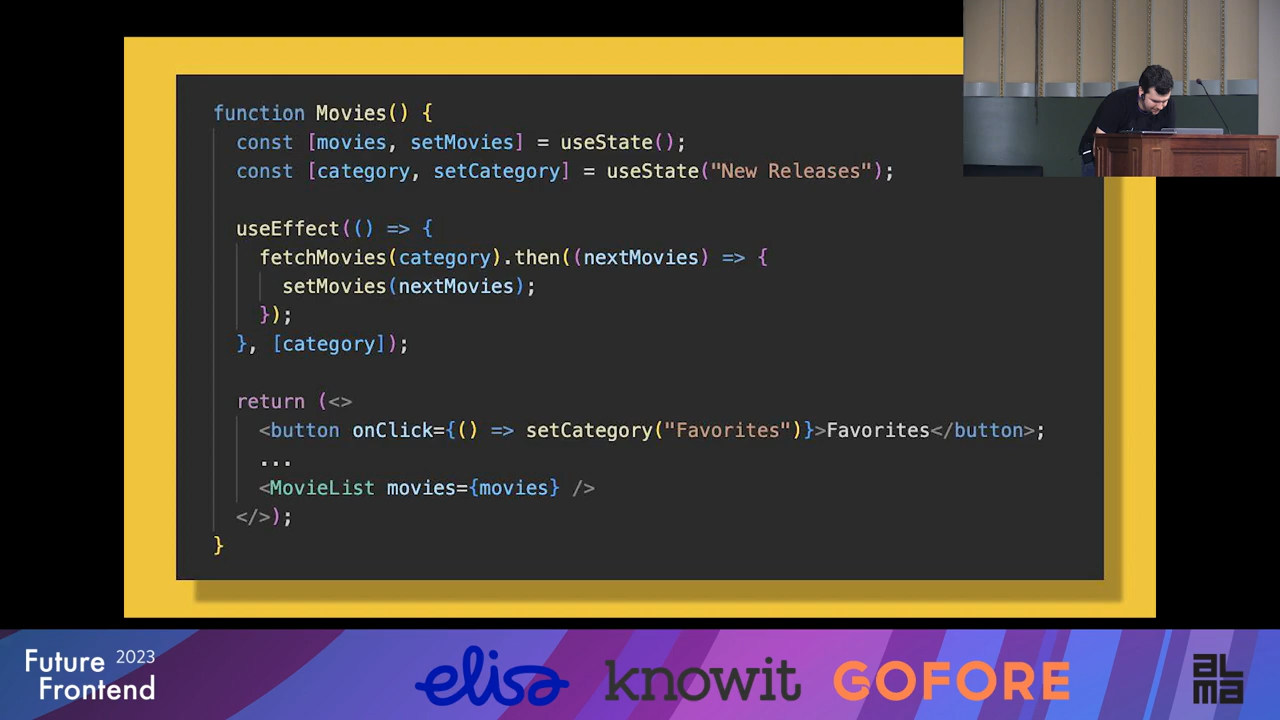 function Movies() {
const [movies, setMovies] = useState();
const [category, setCategory] = useState("New Releases");
useEffect(() => {
fetchMovies(category).then((nextMovies) => {
setMovies(nextMovies);
});
}, [category]);
return (<>
<button onClick={() => setCategory("Favorites")}>Favorites</button>;
...
<MovieList movies={movies} />
</>);
}
Future 2023
Frontend
elisa
knowit
GOFORE
ALMA